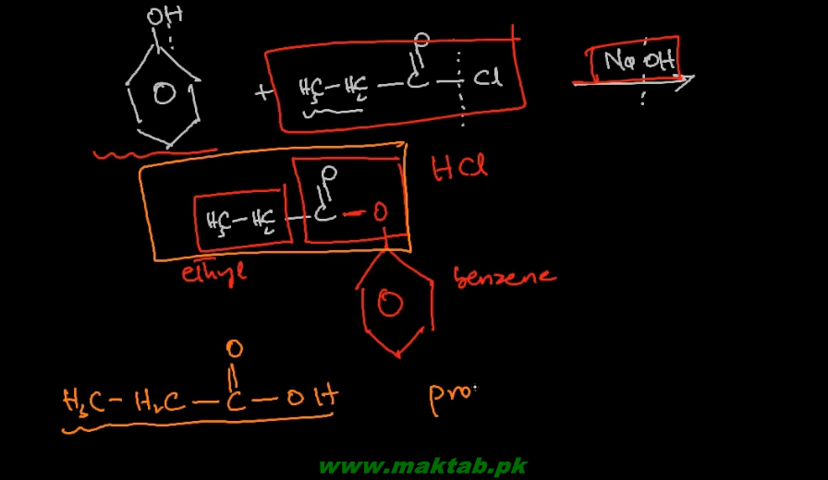 OH
O
+ H₃C–H₂C–C–Cl NaOH
O
HCl
O
H₃C–H₂C–C–O
ethyl benzene
O
O
H₃C–H₂C–C–OH pro
www.maktab.pk